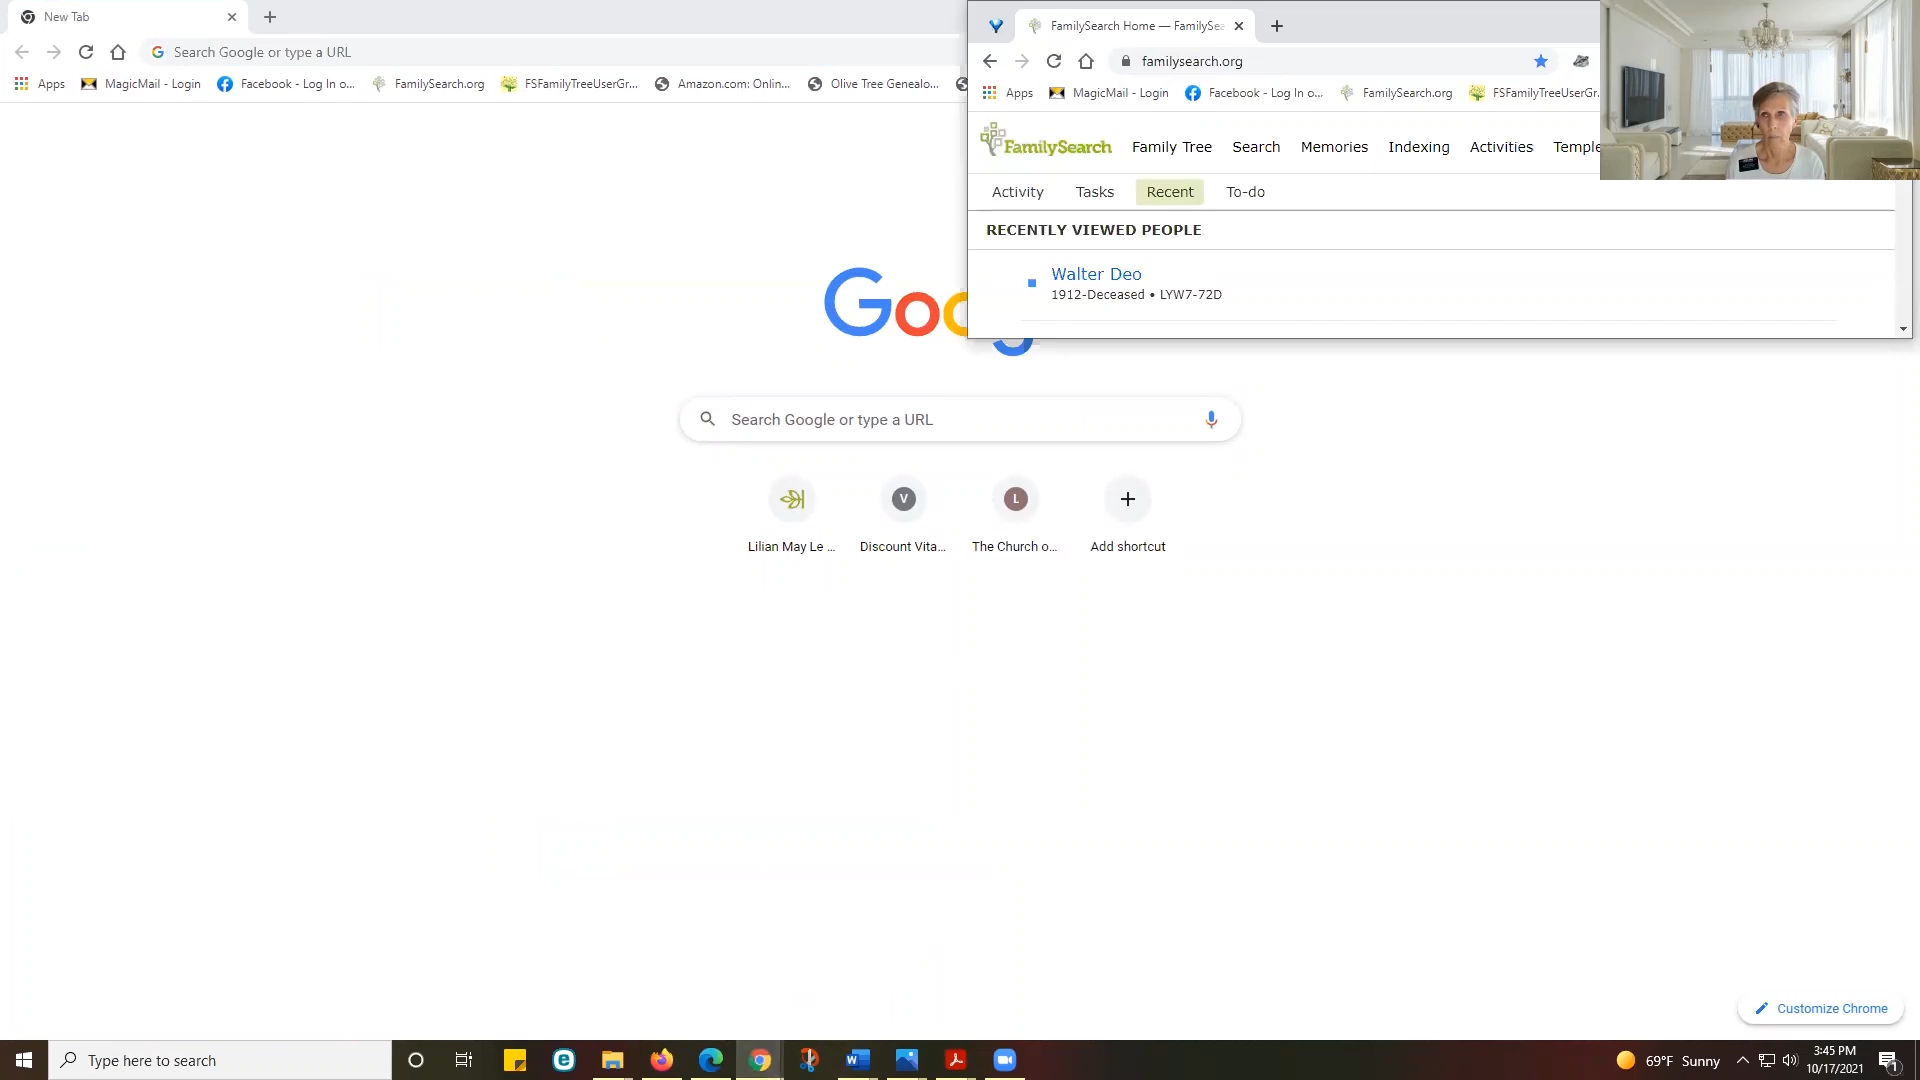 New Tab
Search Google or type a URL
Apps MagicMail - Login Facebook - Log In o... FamilySearch.org FSFamilyTreeUserGr... Amazon.com: Onlin... Olive Tree Genealo...
FamilySearch Home — FamilySea
familysearch.org
Apps MagicMail - Login Facebook - Log In o... FamilySearch.org FSFamilyTreeUserGr.
FamilySearch Family Tree Search Memories Indexing Activities Temple
Activity Tasks Recent To-do
RECENTLY VIEWED PEOPLE
Walter Deo
1912-Deceased • LYW7-72D
Goog
Search Google or type a URL
V L
Lilian May Le ... Discount Vita... The Church o... Add shortcut
Customize Chrome
Type here to search
69°F Sunny
3:45 PM
10/17/2021
1